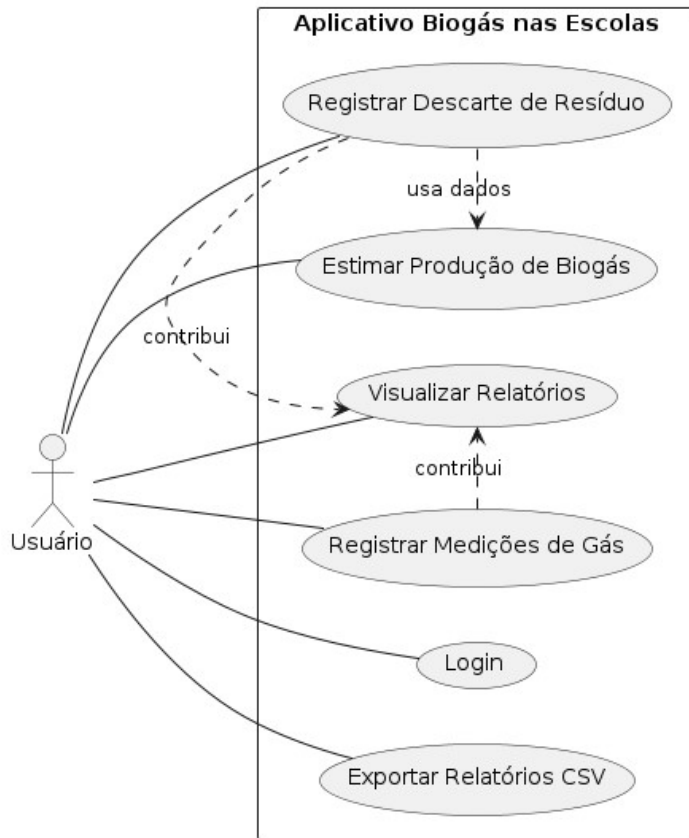 Aplicativo Biogás nas Escolas
Registrar Descarte de Resíduo
usa dados
Estimar Produção de Biogás
contribui
Visualizar Relatórios
contribui
Registrar Medições de Gás
Usuário
Login
Exportar Relatórios CSV